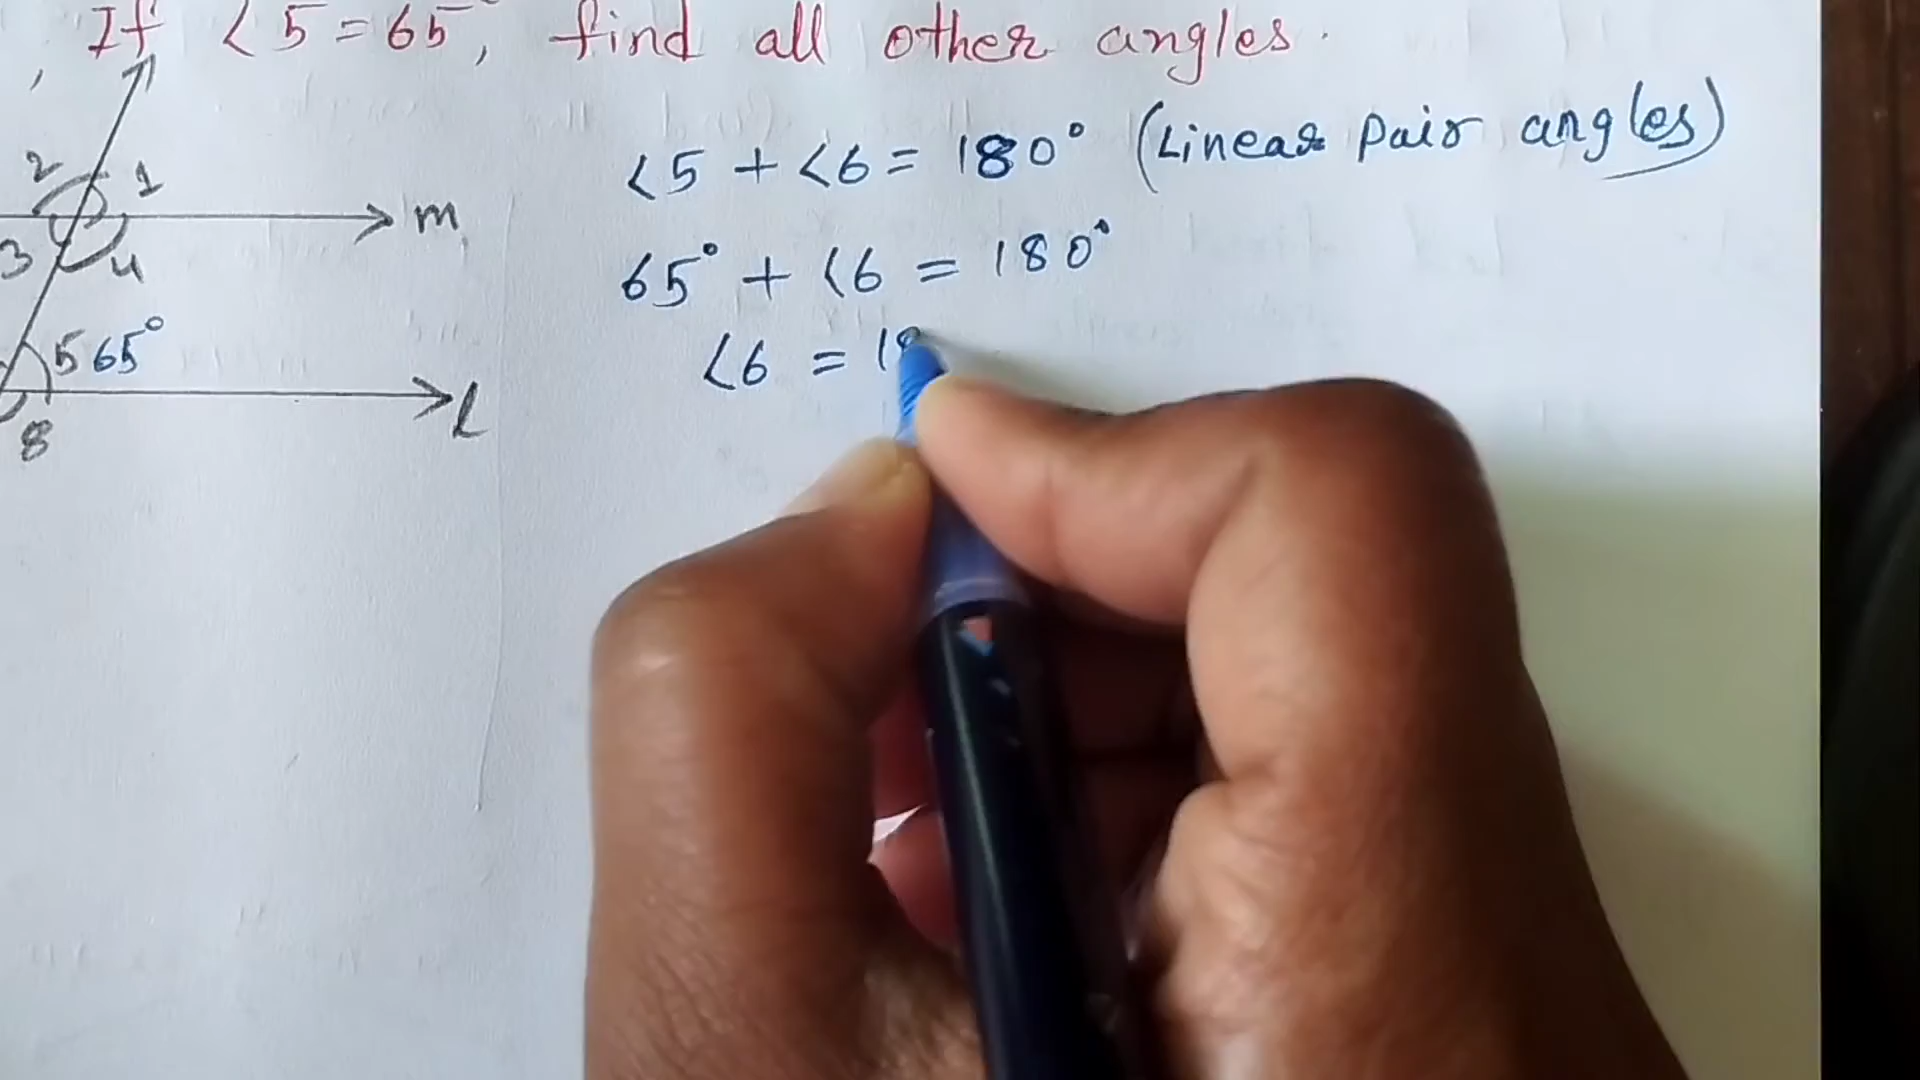 , If <5 = 65°, find all other angles.
<5 + <6 = 180° (Linear pair angles)
65° + <6 = 180°
<6 = 18
2 1
m
3 4
5 65°
l
8